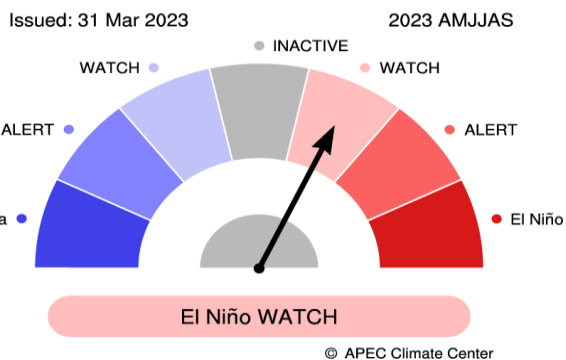 Issued: 31 Mar 2023
2023 AMJJAS
INACTIVE
WATCH
WATCH
ALERT
ALERT
a
El Niño
El Niño WATCH
© APEC Climate Center